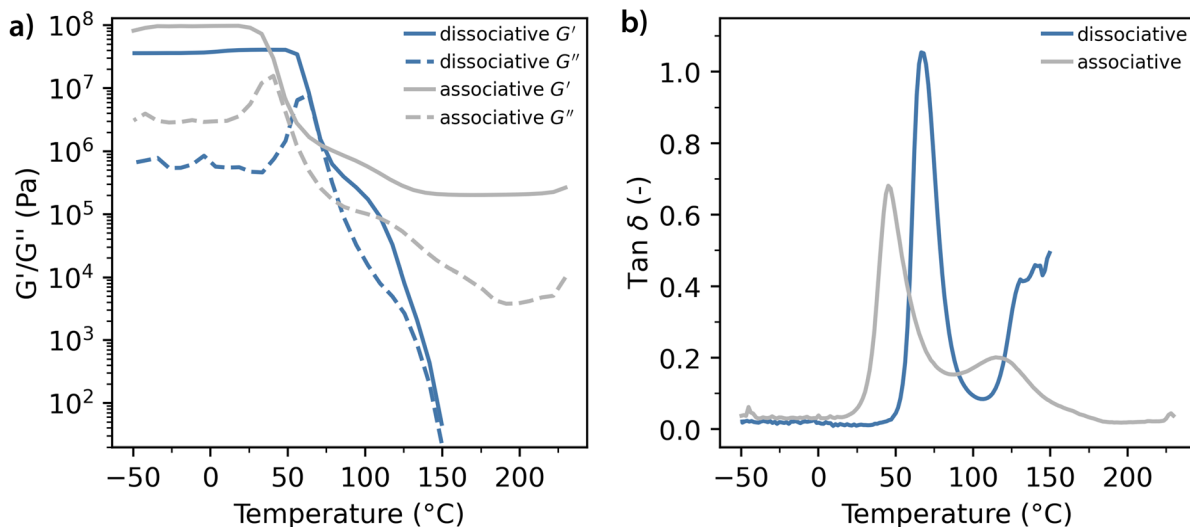 a)
10⁸
10⁷
10⁶
10⁵
10⁴
10³
10²
G'/G'' (Pa)
dissociative G'
dissociative G''
associative G'
associative G''
−50 0 50 100 150 200
Temperature (°C)
b)
1.0
0.8
0.6
0.4
0.2
0.0
Tan δ (-)
dissociative
associative
−50 0 50 100 150 200
Temperature (°C)